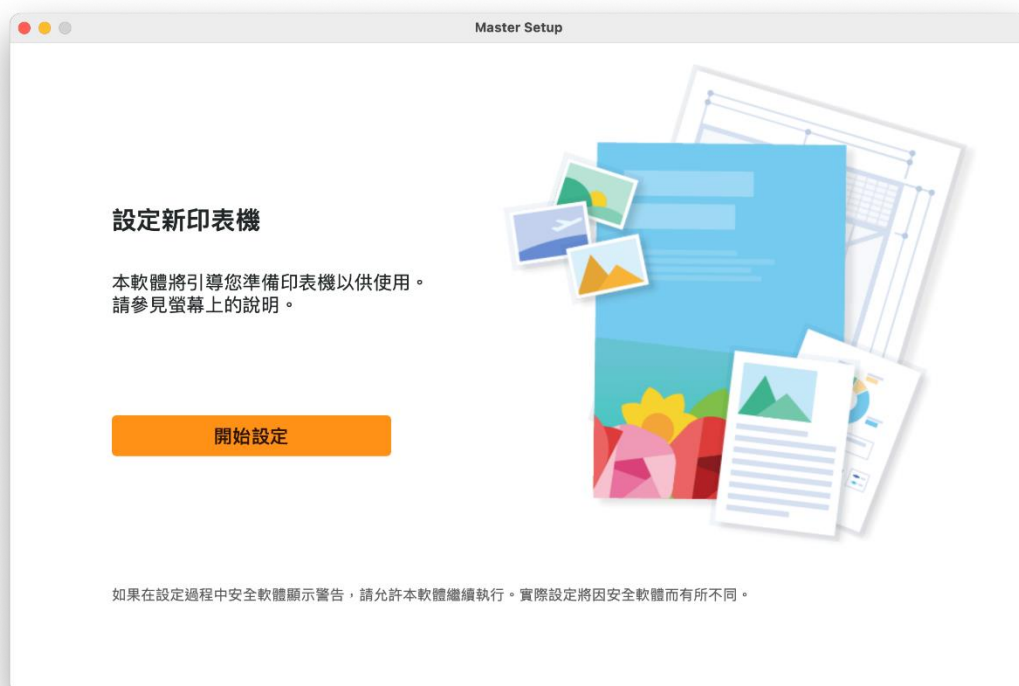 Master Setup
設定新印表機
本軟體將引導您準備印表機以供使用。
請參見螢幕上的說明。
開始設定
如果在設定過程中安全軟體顯示警告，請允許本軟體繼續執行。實際設定將因安全軟體而有所不同。